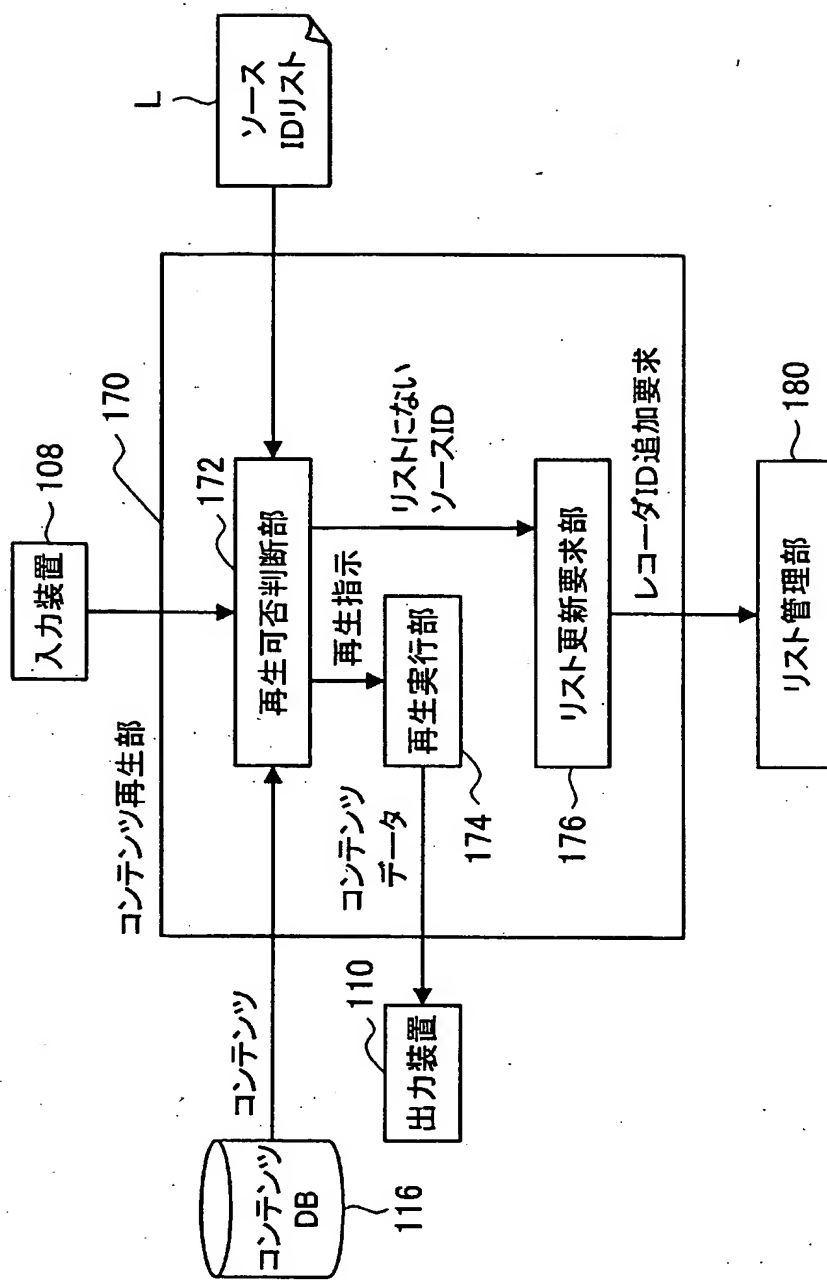 108
入力装置
170
コンテンツ再生部
L
ソース
IDリスト
172
再生可否判断部
コンテンツ
コンテンツ
DB
116
再生指示
リストにない
ソースID
再生実行部
174
コンテンツ
データ
110
出力装置
リスト更新要求部
176
レコーダID追加要求
180
リスト管理部